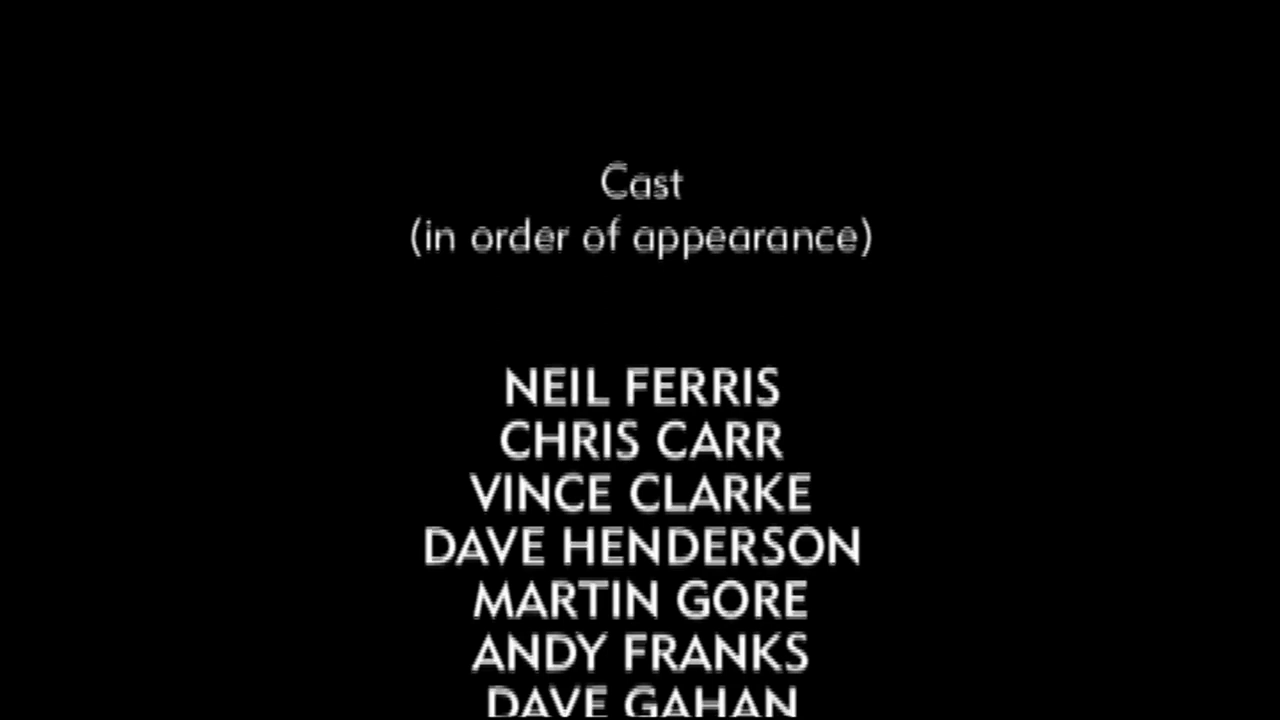 Cast
(in order of appearance)
NEIL FERRIS
CHRIS CARR
VINCE CLARKE
DAVE HENDERSON
MARTIN GORE
ANDY FRANKS
DAVE GAHAN